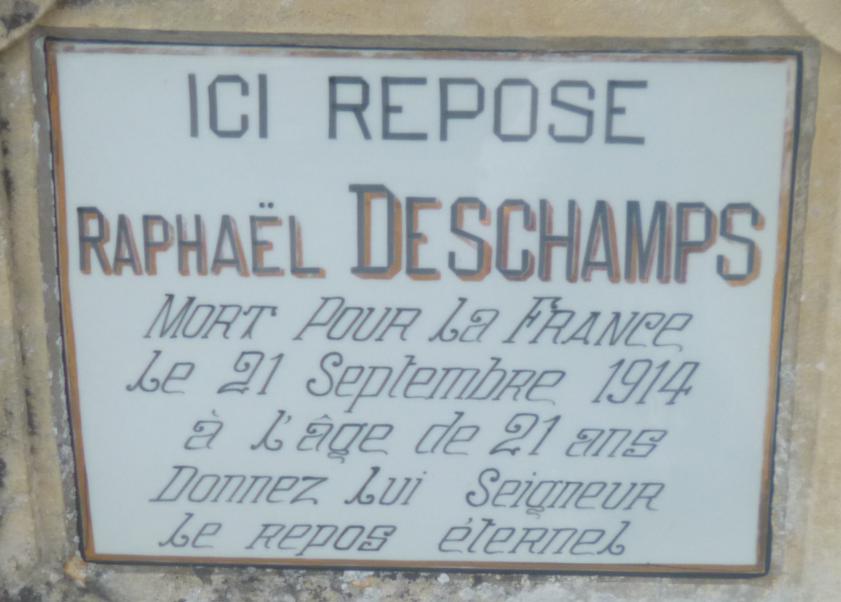 ICI REPOSE
RAPHAËL DESCHAMPS
MORT POUR La FRANCE
Le 21 Septembre 1914
à l'âge de 21 ans
Donnez Lui Seigneur
Le repos éternel